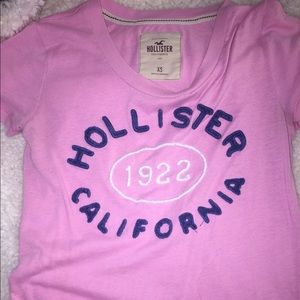 HOLLISTER
XS
HOLLISTER
1922
CALIFORNIA